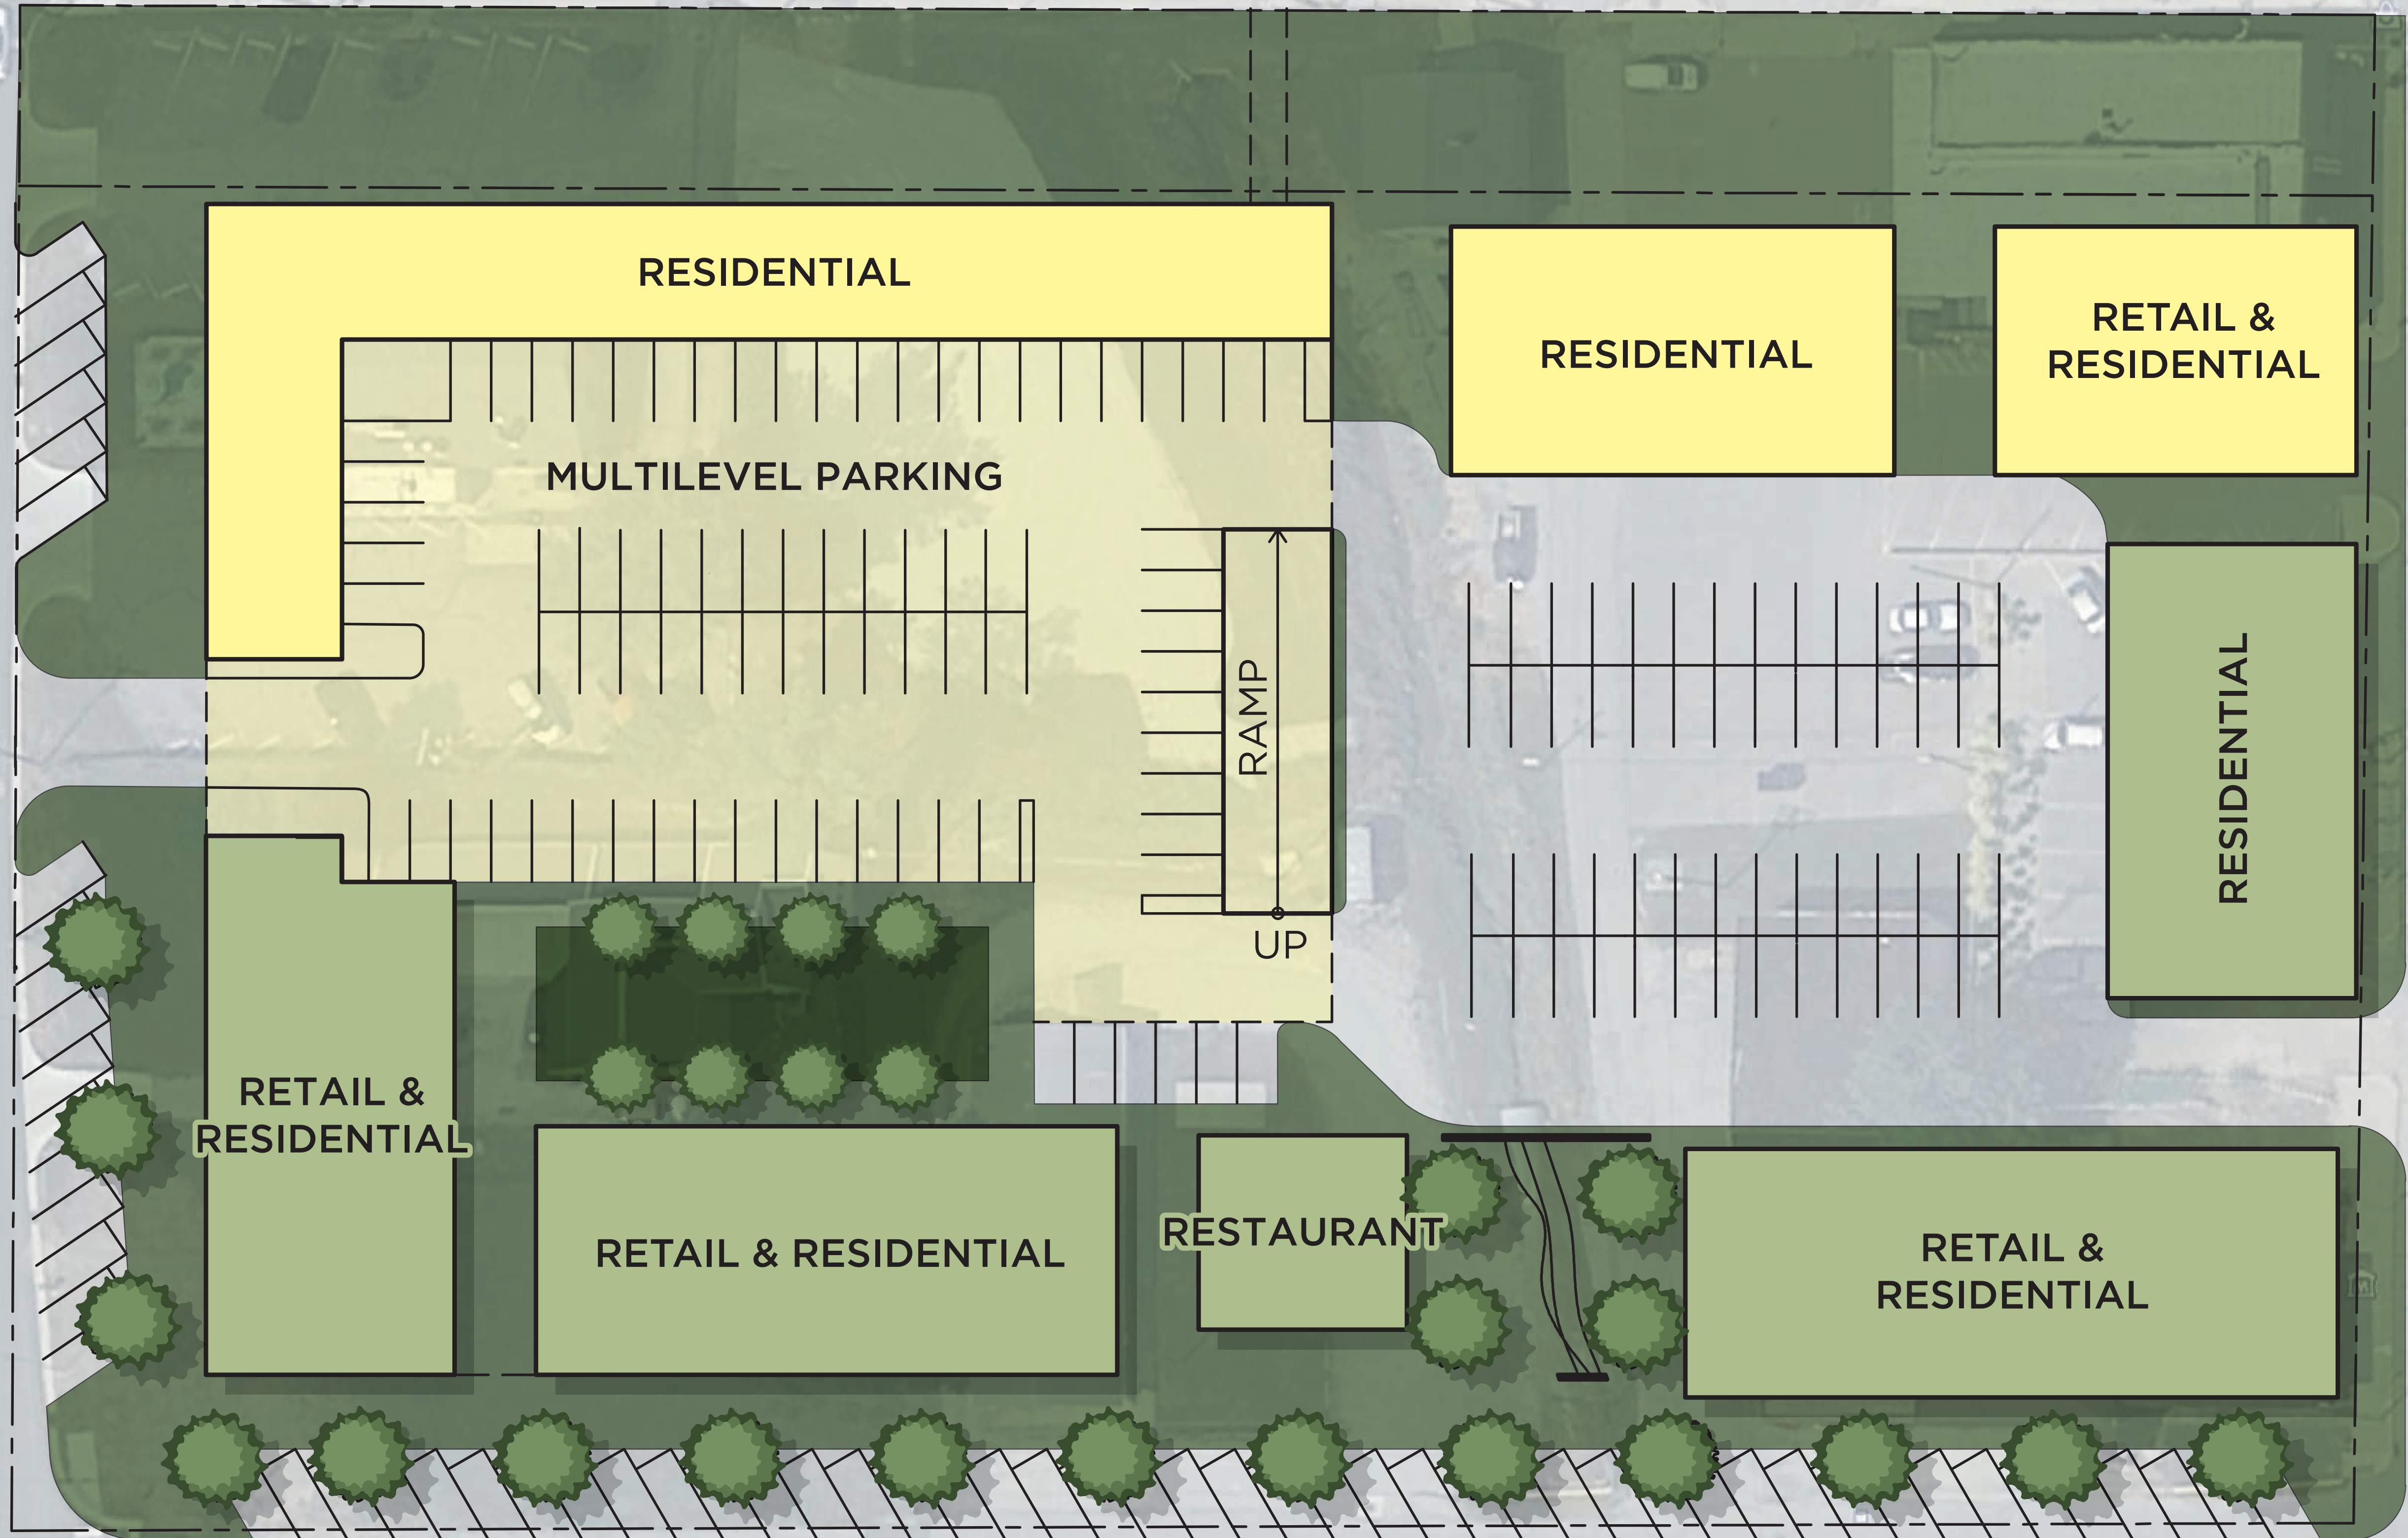 RESIDENTIAL
RESIDENTIAL
RETAIL &
RESIDENTIAL
MULTILEVEL PARKING
RAMP
UP
RESIDENTIAL
RETAIL &
RESIDENTIAL
RETAIL & RESIDENTIAL
RESTAURANT
RETAIL &
RESIDENTIAL